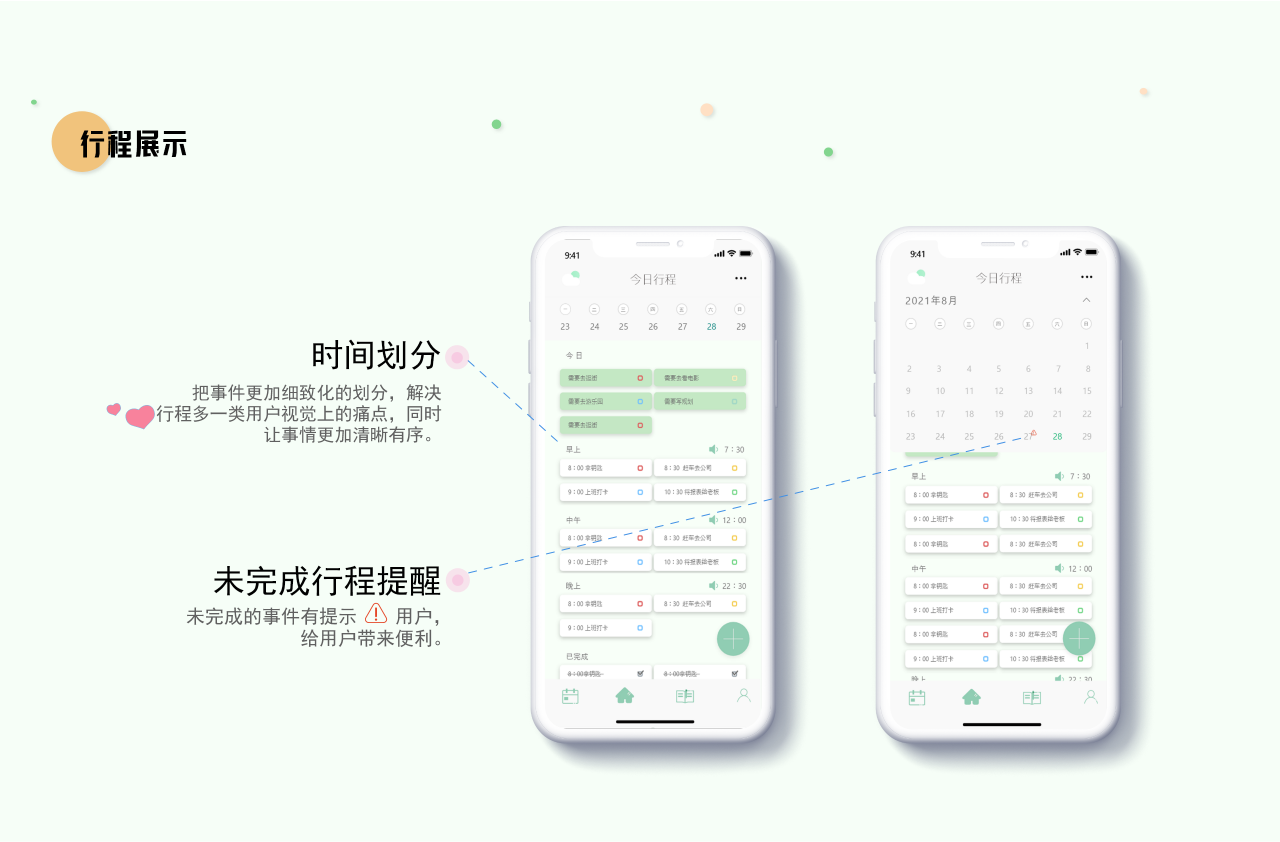 行程展示
时间划分
把事件更加细致化的划分，解决
行程多一类用户视觉上的痛点，同时
让事情更加清晰有序。
未完成行程提醒
未完成的事件有提示 用户，
给用户带来便利。
9:41
今日行程
一 二 三 四 五 六 日
23 24 25 26 27 28 29
今日
需要去逛街 需要去看电影
需要去游乐园 需要写规划
需要去逛街
早上 7：30
8：00 拿钥匙 8：30 赶车去公司
9：00 上班打卡 10：30 将报表给老板
中午 12：00
8：00 拿钥匙 8：30 赶车去公司
9：00 上班打卡 10：30 将报表给老板
晚上 22：30
8：00 拿钥匙 8：30 赶车去公司
9：00 上班打卡
已完成
8：00拿钥匙 8：00拿钥匙
9:41
今日行程
2021年8月
一 二 三 四 五 六 日
1
2 3 4 5 6 7 8
9 10 11 12 13 14 15
16 17 18 19 20 21 22
23 24 25 26 27 28 29
早上 7：30
8：00 拿钥匙 8：30 赶车去公司
9：00 上班打卡 10：30 将报表给老板
8：00 拿钥匙 8：30 赶车去公司
中午 12：00
8：00 拿钥匙 8：30 赶车去公司
9：00 上班打卡 10：30 将报表给老板
8：00 拿钥匙 8：30 赶车去公司
9：00 上班打卡 10：30 将报表给老板
晚上 22：30